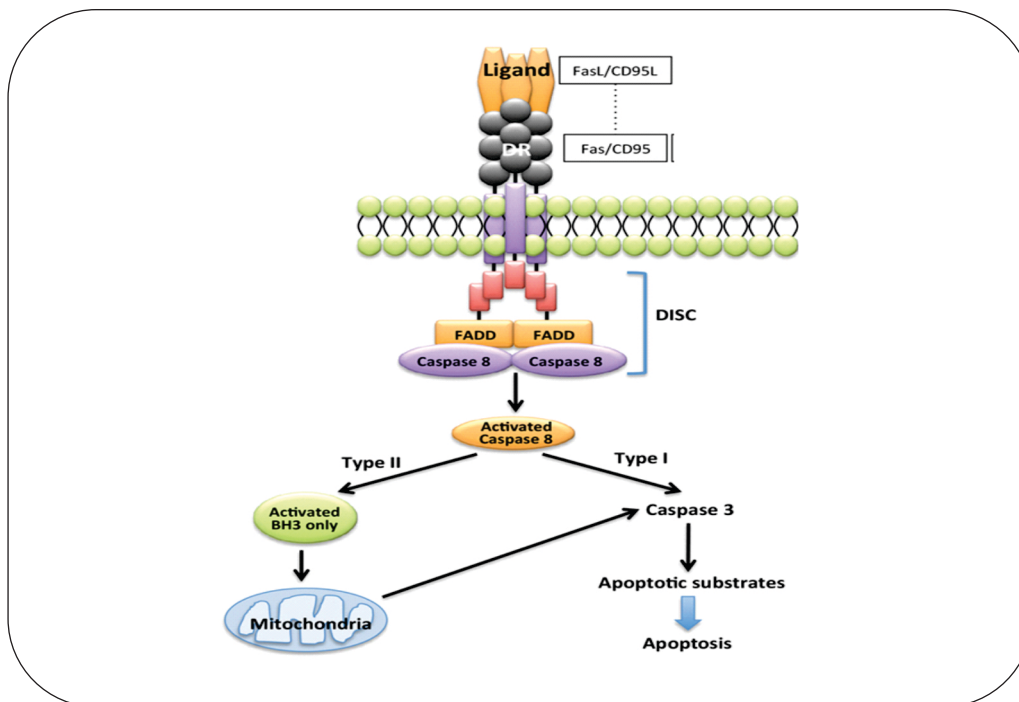 Ligand
FasL/CD95L
DR
Fas/CD95
DISC
FADD
FADD
Caspase 8
Caspase 8
Activated
Caspase 8
Type II
Type I
Activated
BH3 only
Caspase 3
Mitochondria
Apoptotic substrates
Apoptosis